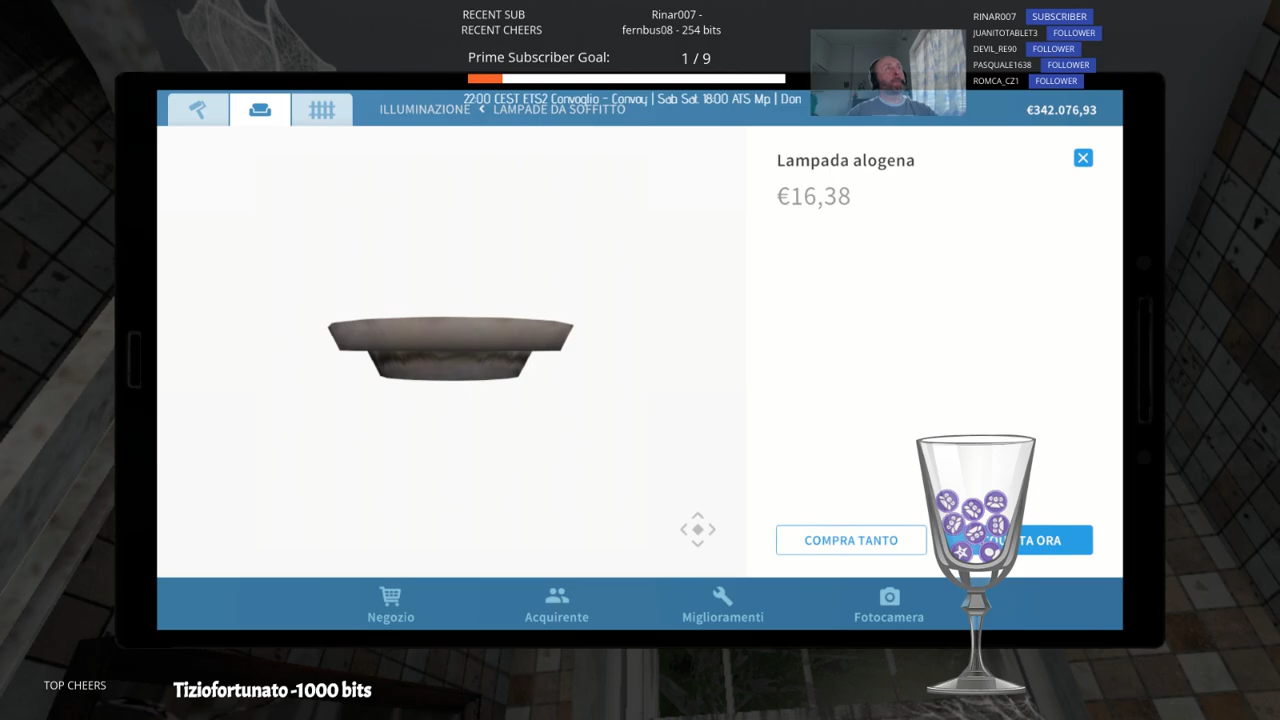 RECENT SUB
Rinar007 -
RECENT CHEERS
fernbus08 - 254 bits
Prime Subscriber Goal:
1 / 9
RINAR007 SUBSCRIBER
JUANITOTABLET3 FOLLOWER
DEVIL_RE90 FOLLOWER
PASQUALE1638 FOLLOWER
ROMCA_CZ1 FOLLOWER
22:00 CEST ETS2 Convoglio - Convoy | Sab Sat. 18:00 ATS Mp | Don
ILLUMINAZIONE < LAMPADE DA SOFFITTO
€342.076,93
Lampada alogena
€16,38
COMPRA TANTO
ORA
Negozio
Acquirente
Miglioramenti
Fotocamera
TOP CHEERS
Tiziofortunato -1000 bits